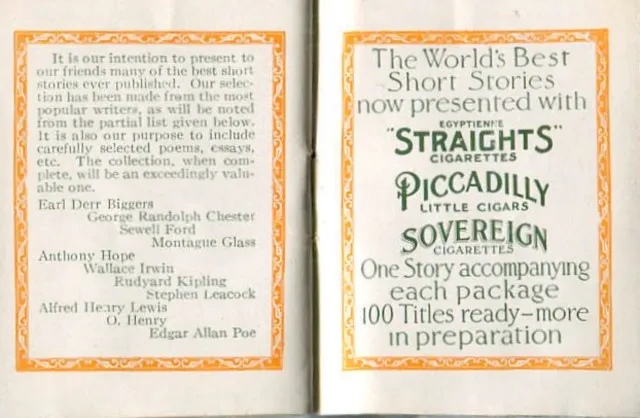 It is our intention to present to
our friends many of the best short
stories ever published. Our selec-
tion has been made from the most
popular writers, as will be noted
from the partial list given below.
It is also our purpose to include
carefully selected poems, essays,
etc. The collection, when com-
plete, will be an exceedingly valu-
able one.
Earl Derr Biggers
George Randolph Chester
Sewell Ford
Montague Glass
Anthony Hope
Wallace Irwin
Rudyard Kipling
Stephen Leacock
Alfred Henry Lewis
O. Henry
Edgar Allan Poe
The World's Best
Short Stories
now presented with
EGYPTIENNE
"STRAIGHTS"
CIGARETTES
PICCADILLY
LITTLE CIGARS
SOVEREIGN
CIGARETTES
One Story accompanying
each package
100 Titles ready—more
in preparation